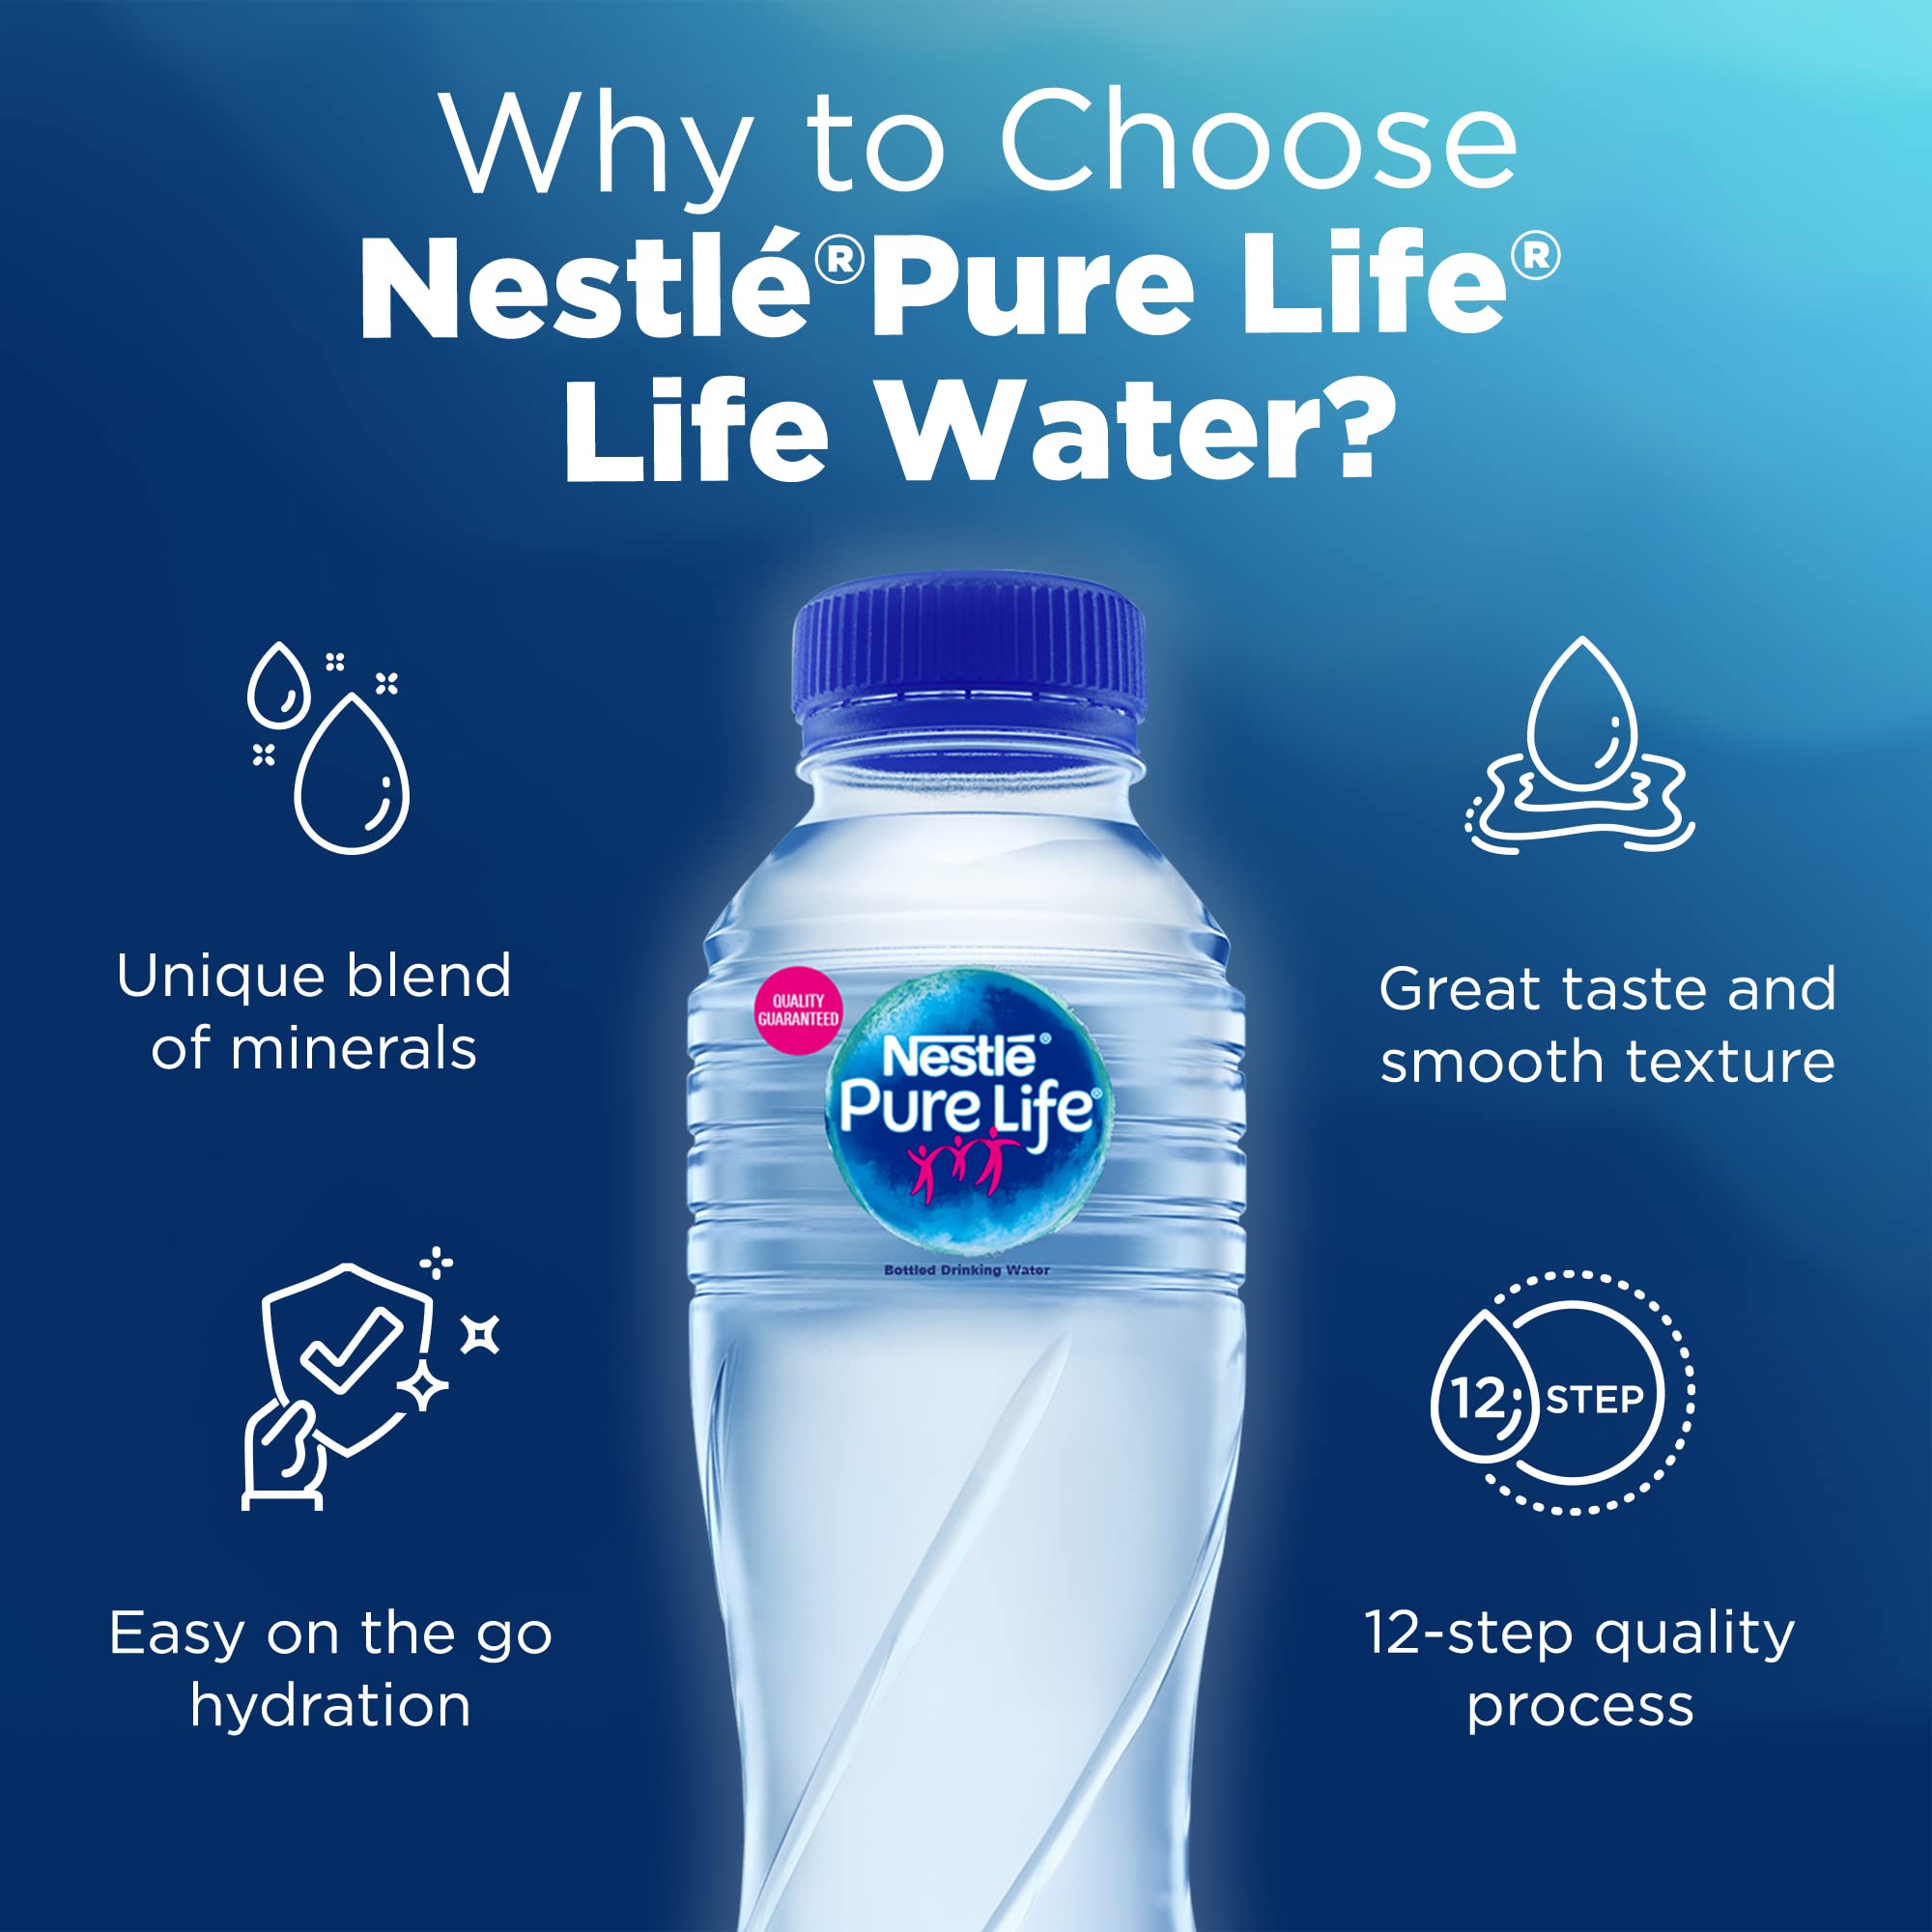 Why to Choose
Nestlé® Pure Life®
Life Water?
Unique blend
of minerals
Great taste and
smooth texture
QUALITY
GUARANTEED
Nestlé®
Pure Life®
Bottled Drinking Water
12 STEP
Easy on the go
hydration
12-step quality
process